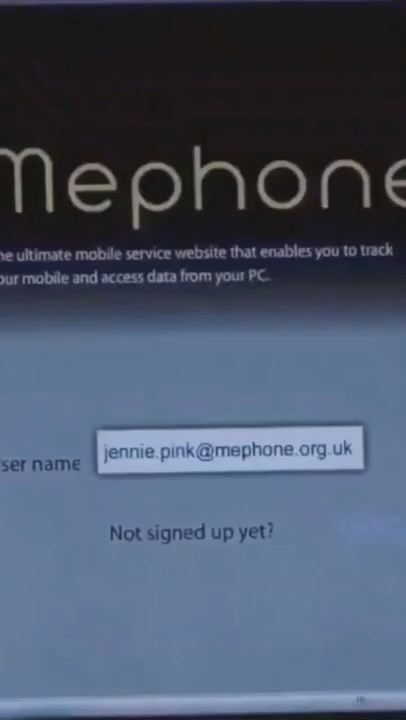 Mephone
he ultimate mobile service website that enables you to track
our mobile and access data from your PC.
ser name
jennie.pink@mephone.org.uk
Not signed up yet?